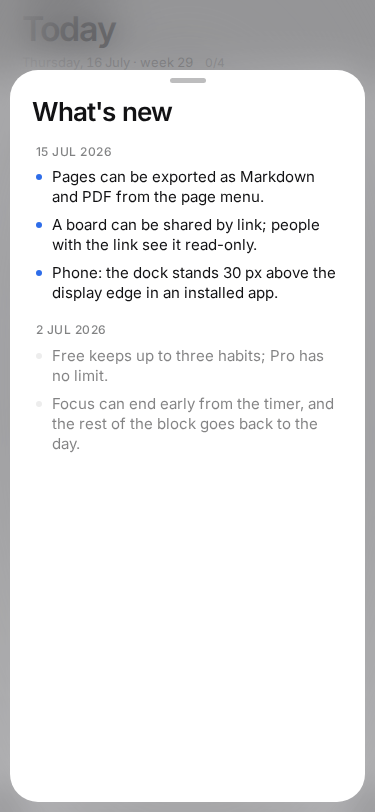 Today
Thursday, 16 July · week 29 0/4
What's new
15 JUL 2026
Pages can be exported as Markdown
and PDF from the page menu.
A board can be shared by link; people
with the link see it read-only.
Phone: the dock stands 30 px above the
display edge in an installed app.
2 JUL 2026
Free keeps up to three habits; Pro has
no limit.
Focus can end early from the timer, and
the rest of the block goes back to the
day.